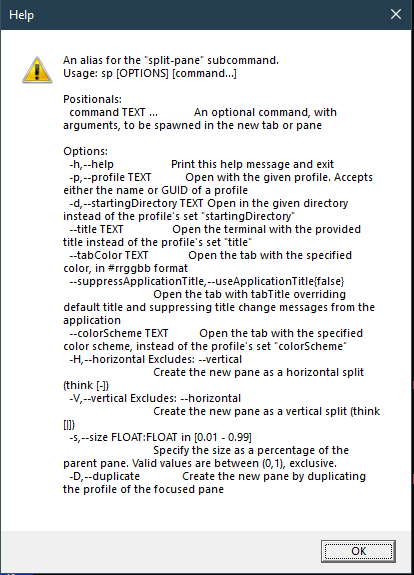 Help
An alias for the "split-pane" subcommand.
Usage: sp [OPTIONS] [command...]
Positionals:
command TEXT ... An optional command, with
arguments, to be spawned in the new tab or pane
Options:
-h,--help Print this help message and exit
-p,--profile TEXT Open with the given profile. Accepts
either the name or GUID of a profile
-d,--startingDirectory TEXT Open in the given directory
instead of the profile's set "startingDirectory"
--title TEXT Open the terminal with the provided
title instead of the profile's set "title"
--tabColor TEXT Open the tab with the specified
color, in #rrggbb format
--suppressApplicationTitle,--useApplicationTitle{false}
Open the tab with tabTitle overriding
default title and suppressing title change messages from the
application
--colorScheme TEXT Open the tab with the specified
color scheme, instead of the profile's set "colorScheme"
-H,--horizontal Excludes: --vertical
Create the new pane as a horizontal split
(think [-])
-V,--vertical Excludes: --horizontal
Create the new pane as a vertical split (think
[|])
-s,--size FLOAT:FLOAT in [0.01 - 0.99]
Specify the size as a percentage of the
parent pane. Valid values are between (0,1), exclusive.
-D,--duplicate Create the new pane by duplicating
the profile of the focused pane
OK